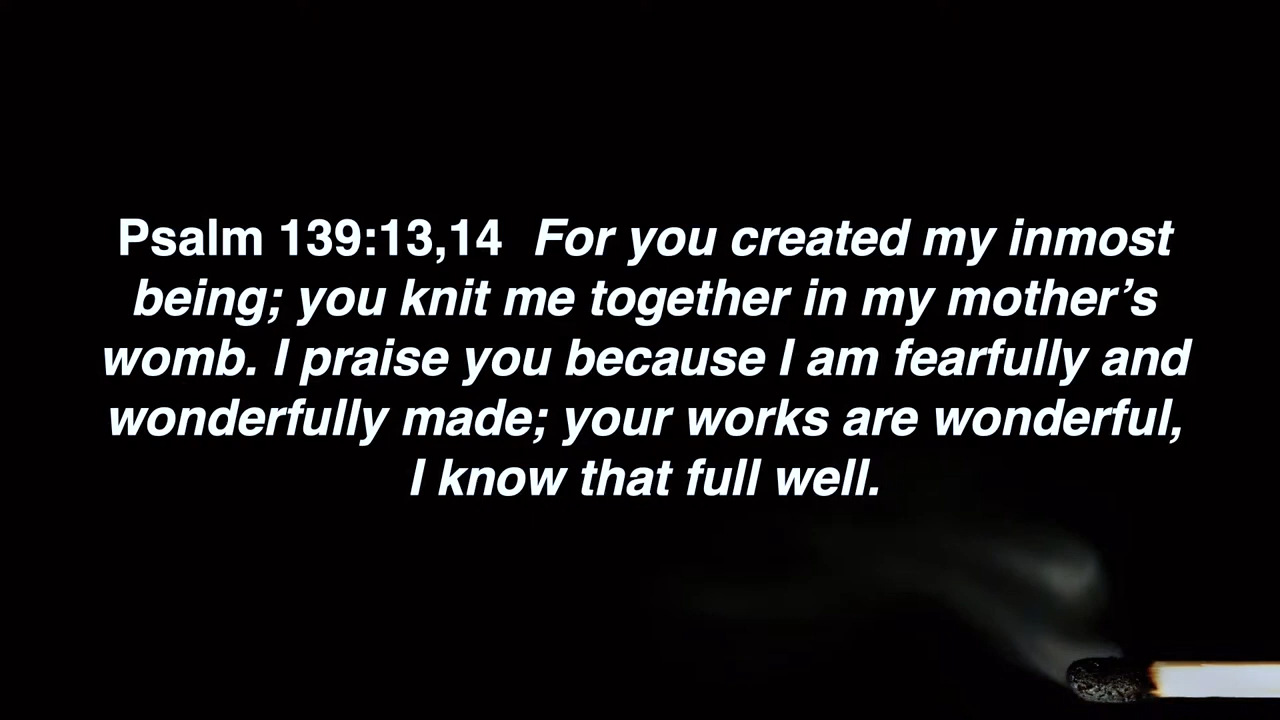 Psalm 139:13,14 For you created my inmost
being; you knit me together in my mother’s
womb. I praise you because I am fearfully and
wonderfully made; your works are wonderful,
I know that full well.